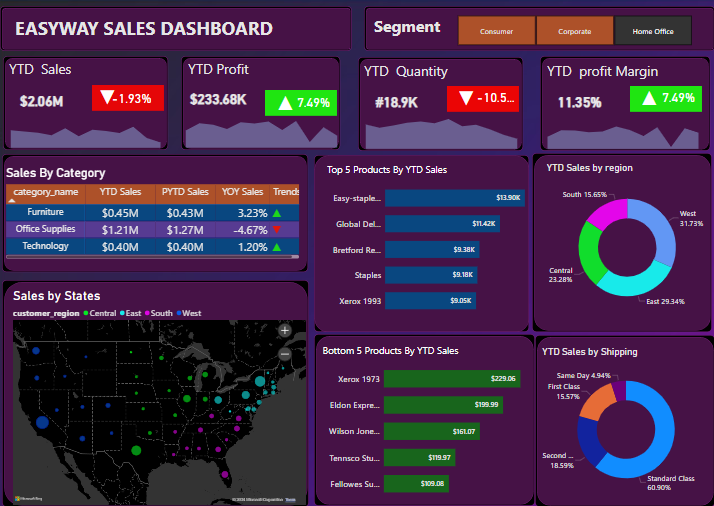 EASYWAY SALES DASHBOARD
Segment
Consumer
Corporate
Home Office
YTD Sales
$2.06M
▼-1.93%
YTD Profit
$233.68K
▲ 7.49%
YTD Quantity
#18.9K
▼-10.5...
YTD profit Margin
11.35%
▲ 7.49%
Sales By Category
category_name YTD Sales PYTD Sales YOY Sales Trends
Furniture $0.45M $0.43M 3.23% ▲
Office Supplies $1.21M $1.27M -4.67% ▼
Technology $0.40M $0.40M 1.20% ▲
Top 5 Products By YTD Sales
Easy-staple... $13.90K
Global Del... $11.42K
Bretford Re... $9.38K
Staples $9.18K
Xerox 1993 $9.05K
YTD Sales by region
South 15.65%
West
31.73%
Central
23.28%
East 29.34%
Sales by States
customer_region Central East South West
Microsoft Bing
© 2024 Microsoft Corporation Terms
Bottom 5 Products By YTD Sales
Xerox 1973 $229.06
Eldon Expre... $199.99
Wilson Jone... $161.07
Tennsco Stu... $119.97
Fellowes Su... $109.08
YTD Sales by Shipping
Same Day 4.94%
First Class
15.57%
Second ...
18.59%
Standard Class
60.90%